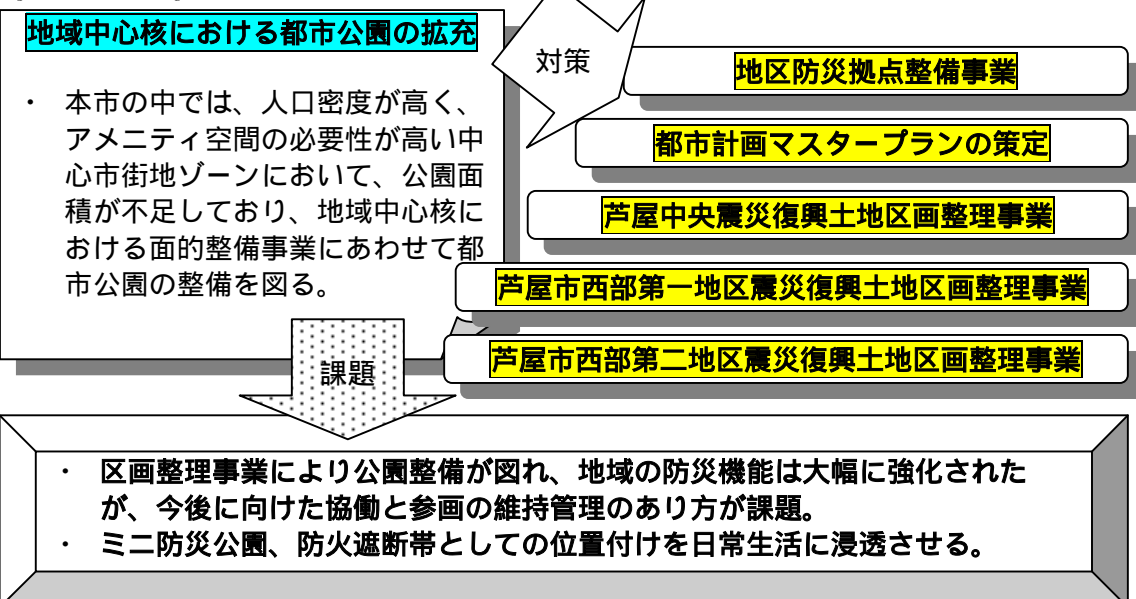 地域中心核における都市公園の拡充
・ 本市の中では、人口密度が高く、
アメニティ空間の必要性が高い中
心市街地ゾーンにおいて、公園面
積が不足しており、地域中心核に
おける面的整備事業にあわせて都
市公園の整備を図る。
対策
地区防災拠点整備事業
都市計画マスタープランの策定
芦屋中央震災復興土地区画整理事業
芦屋市西部第一地区震災復興土地区画整理事業
芦屋市西部第二地区震災復興土地区画整理事業
課題
・ 区画整理事業により公園整備が図れ、地域の防災機能は大幅に強化された
が、今後に向けた協働と参画の維持管理のあり方が課題。
・ ミニ防災公園、防火遮断帯としての位置付けを日常生活に浸透させる。